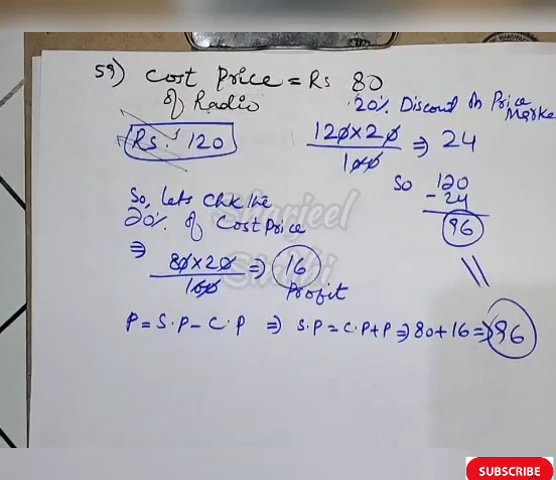 59) Cost price = Rs 80
of Radio
20% Discount on Price
Marke
Rs. 120
120×20
100
⇒ 24
So 120
- 24
96
So, Lets Chk the
20% of Cost Price
⇒ 80×20
100
⇒ 16
Profit
P = S.P - C.P ⇒ S.P = C.P + P ⇒ 80 + 16 ⇒ 96
Sharjeel
SUBSCRIBE